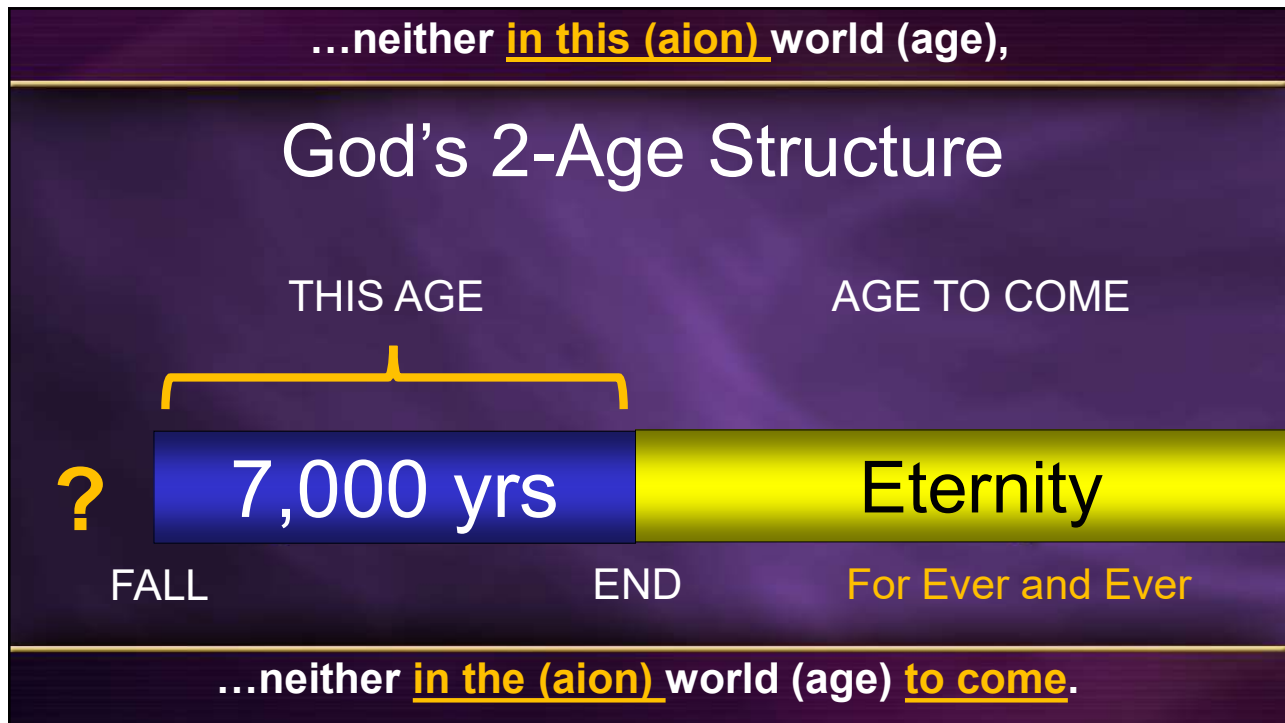 …neither in this (aion) world (age),
God’s 2-Age Structure
THIS AGE AGE TO COME
? 7,000 yrs Eternity
FALL END For Ever and Ever
…neither in the (aion) world (age) to come.